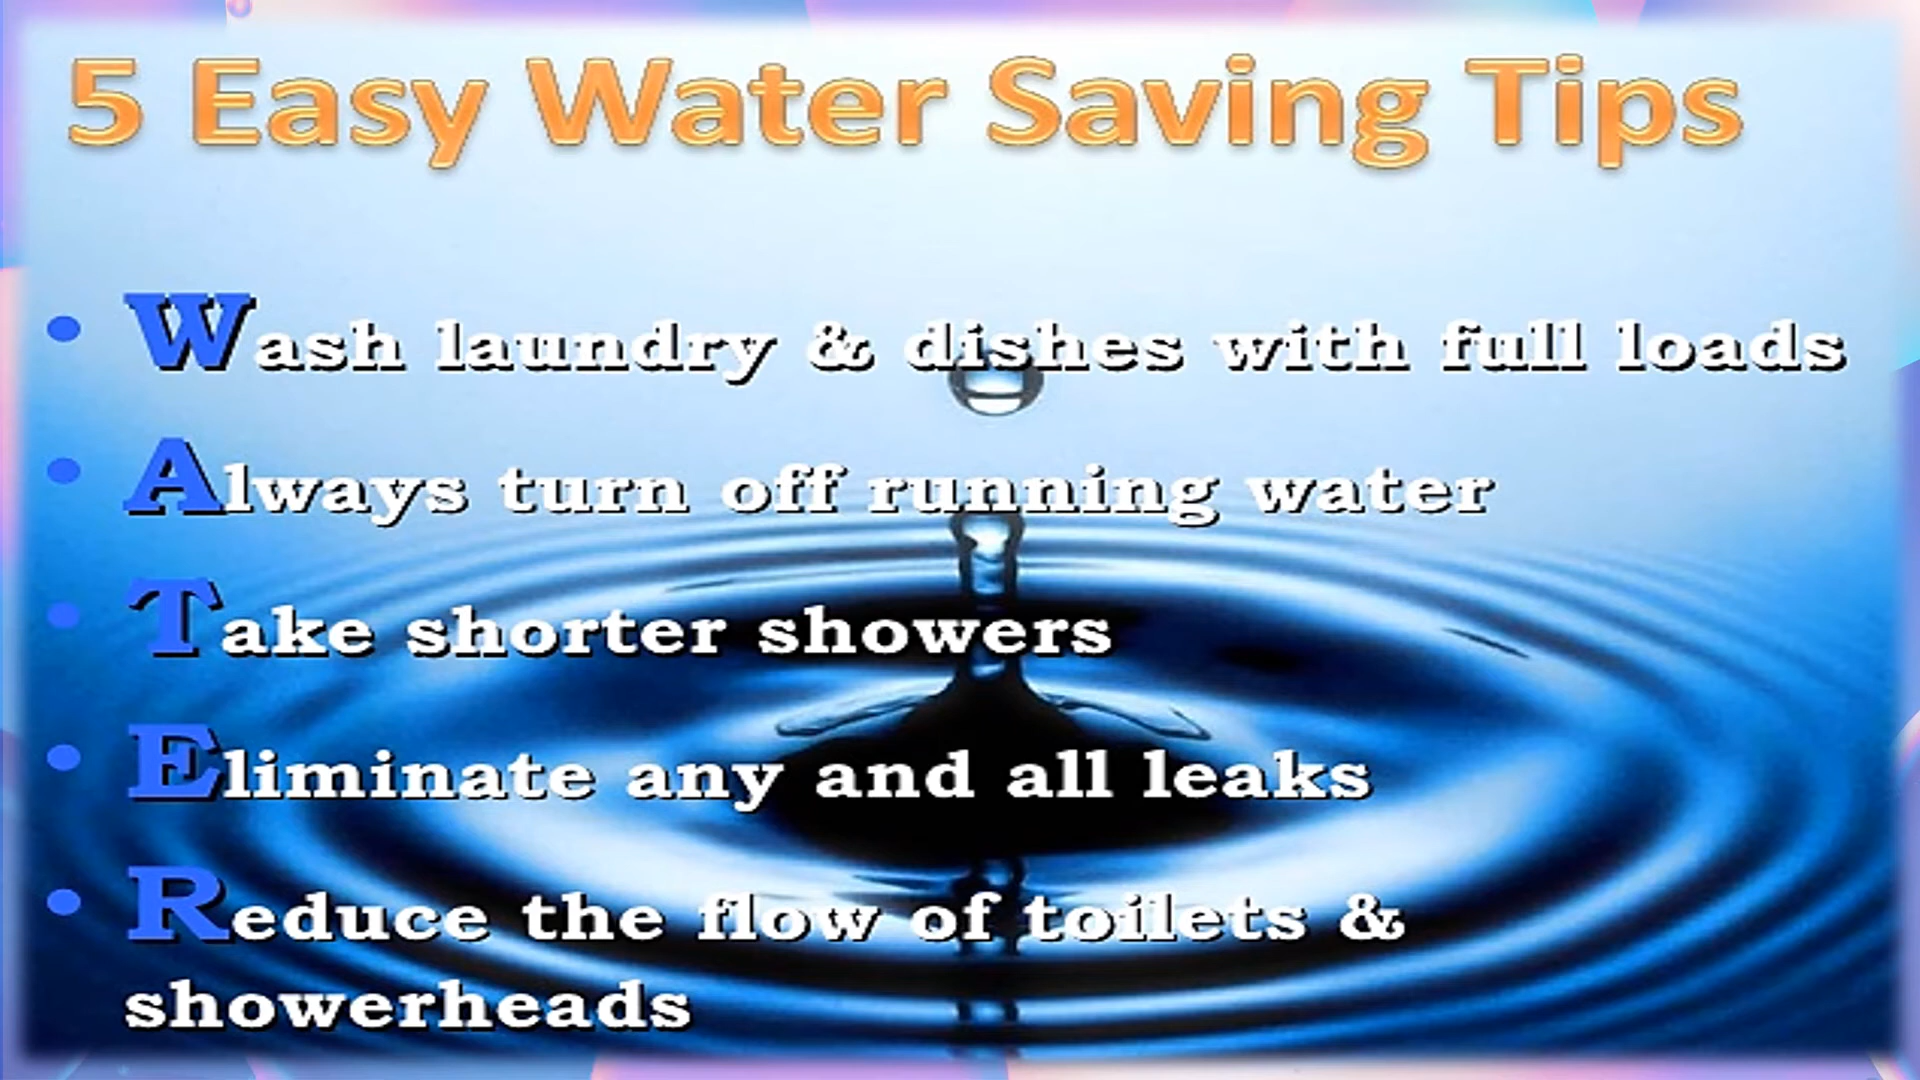 5 Easy Water Saving Tips
• Wash laundry & dishes with full loads
• Always turn off running water
• Take shorter showers
• Eliminate any and all leaks
• Reduce the flow of toilets &
showerheads